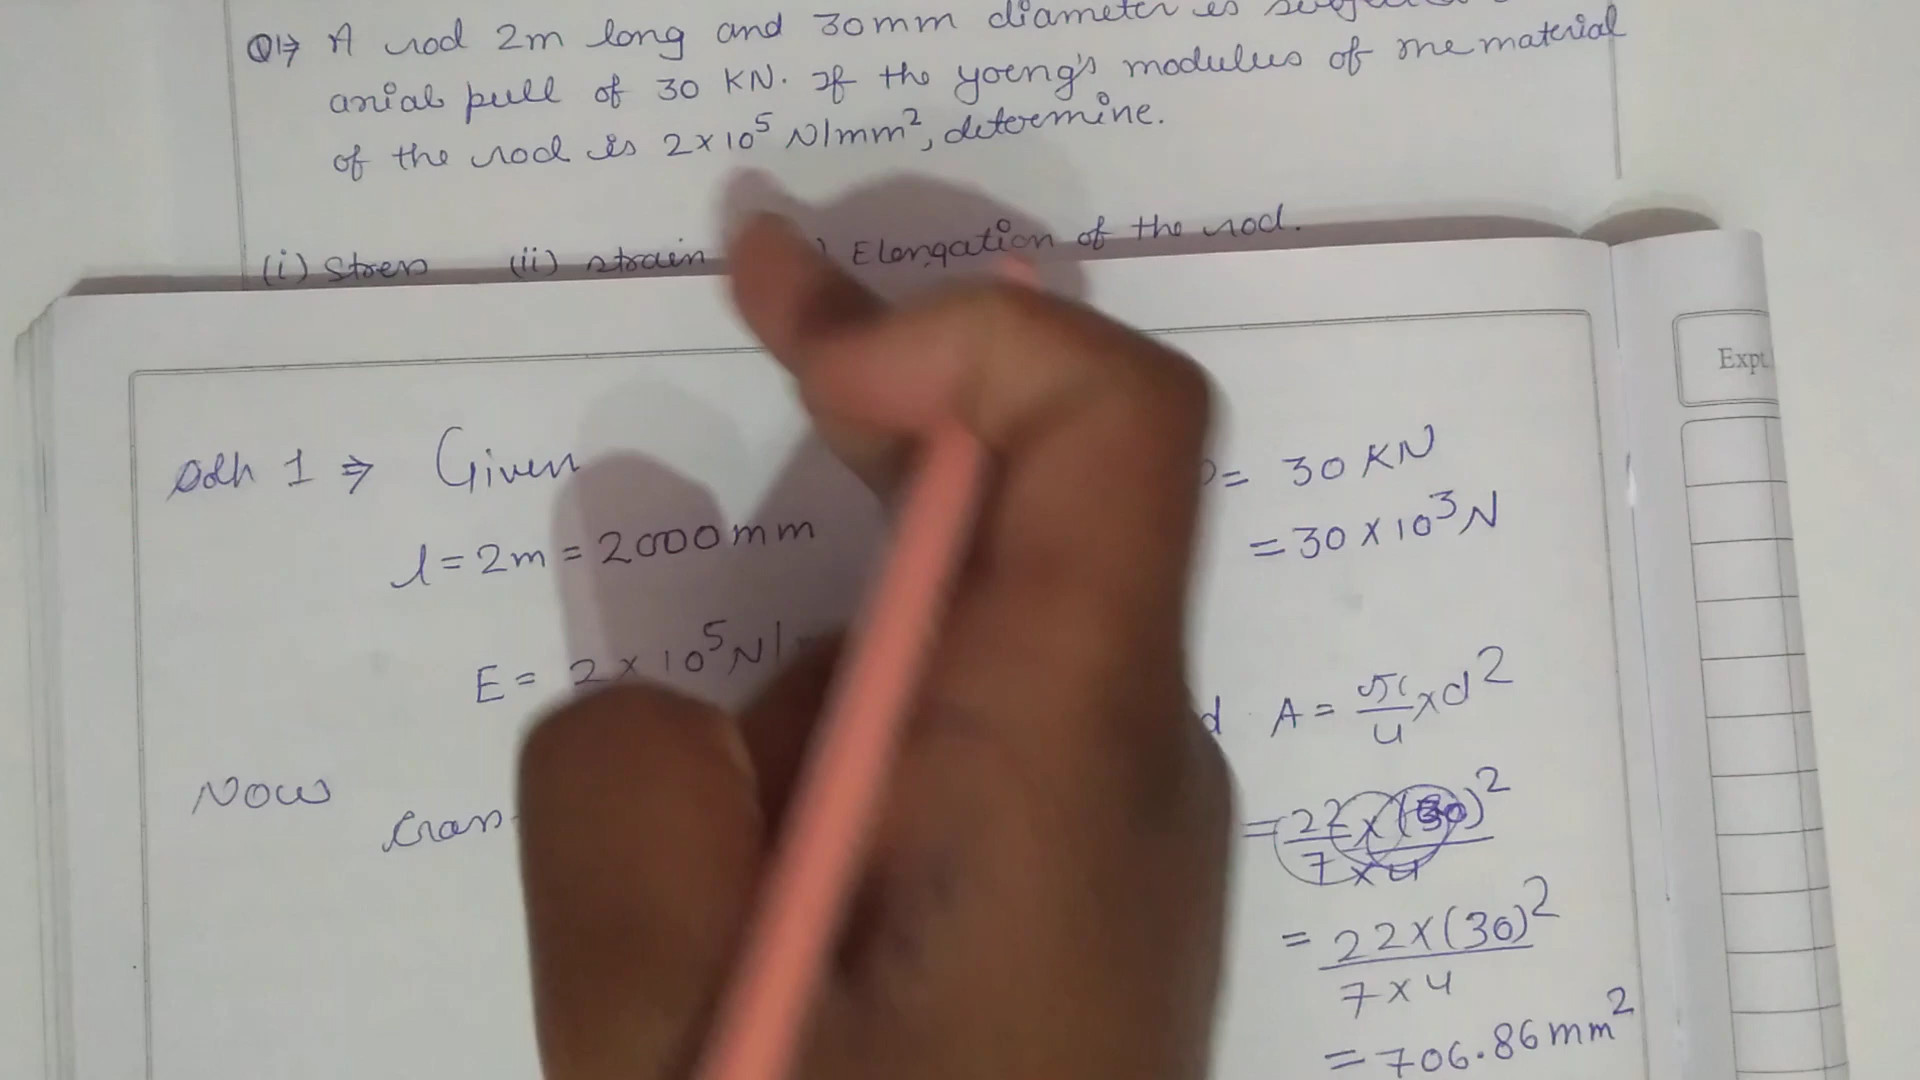 Q1⇒ A rod 2m long and 30mm diameter is
axial pull of 30 KN. If the yoeng's modulus of the material
of the rod is 2×10⁵ N/mm², determine.
(i) Stress (ii) strain ) Elongation of the rod.
Expt.
Soln 1 ⇒ Given
= 30 KN
l = 2m = 2000mm
= 30 × 10³ N
E = 2 × 10⁵ N/
A = π/4 × d²
Now
= 22 × (30)² / 7 × 4
= 22 × (30)² / 7 × 4
= 706.86 mm²